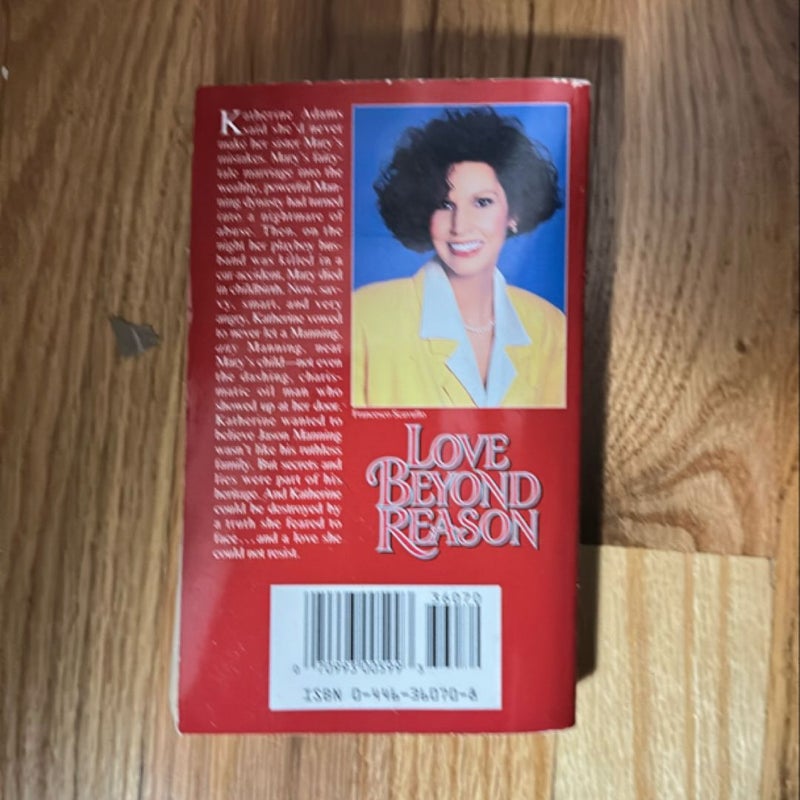 Katherine Adams
said she'd never
make her sister Mary's
mistakes. Mary's fairy-
tale marriage into the
wealthy, powerful Man-
ning dynasty had turned
into a nightmare of
abuse. Then, on the
night her playboy hus-
band was killed in a
car accident, Mary died
in childbirth. Now, sav-
vy, smart, and very
angry, Katherine vowed
to never let a Manning,
any Manning, near
Mary's child—not even
the dashing, charis-
matic oil man who
showed up at her door.
Katherine wanted to
believe Jason Manning
wasn't like his ruthless
family. But secrets and
lies were part of his
heritage. And Katherine
could be destroyed by
a truth she feared to
face...and a love she
could not resist.
Francesco Scavullo
LOVE
BEYOND
REASON
36070
0 70993 00599
ISBN 0-446-36070-8